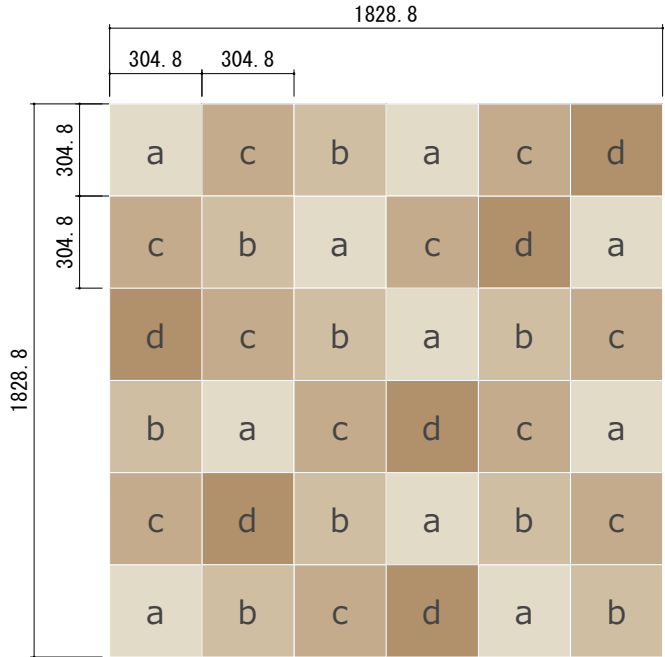 1828.8
304.8 304.8
304.8
304.8
1828.8
a c b a c d
c b a c d a
d c b a b c
b a c d c a
c d b a b c
a b c d a b